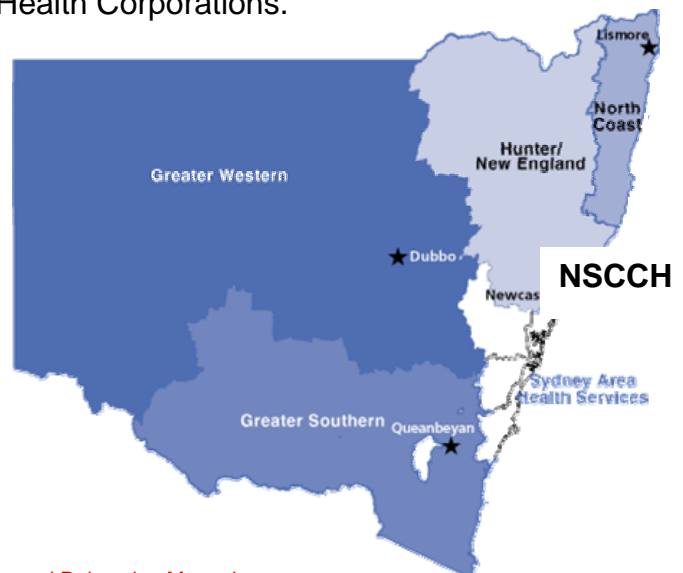 Health Corporations.
Lismore
North
Coast
Hunter/
New England
Greater Western
Dubbo
NSCCH
Newcas
Sydney Area
Health Services
Greater Southern
Queanbeyan